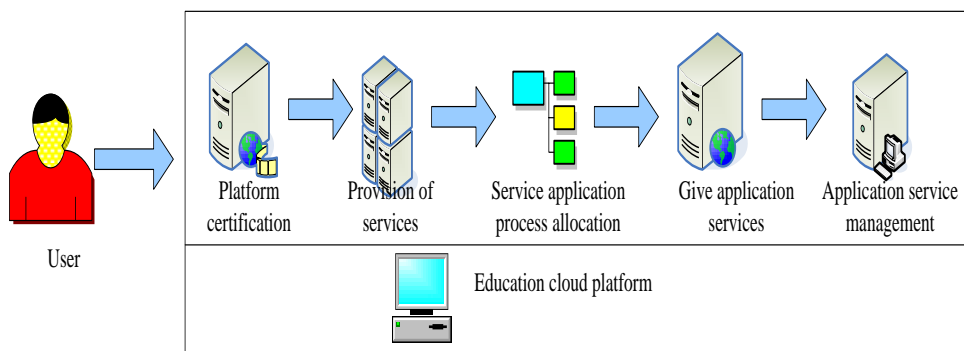 Platform
certification
Provision of
services
Service application
process allocation
Give application
services
Application service
management
User
Education cloud platform